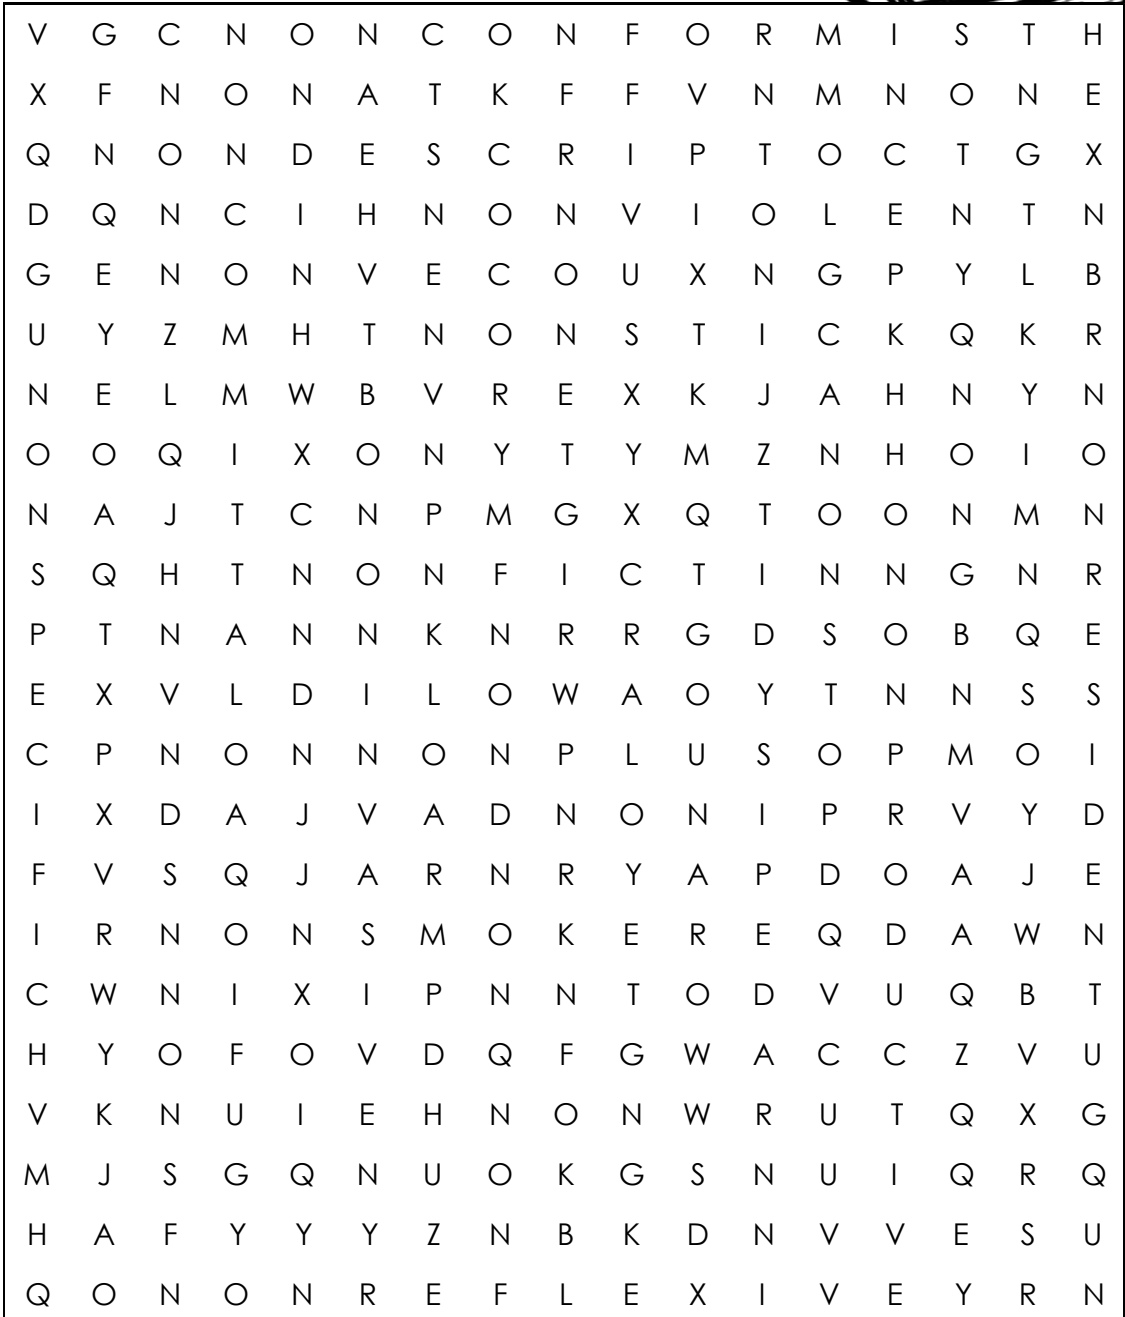 V G C N O N C O N F O R M I S T H
X F N O N A T K F F V N M N O N E
Q N O N D E S C R I P T O C T G X
D Q N C I H N O N V I O L E N T N
G E N O N V E C O U X N G P Y L B
U Y Z M H T N O N S T I C K Q K R
N E L M W B V R E X K J A H N Y N
O O Q I X O N Y T Y M Z N H O I O
N A J T C N P M G X Q T O O N M N
S Q H T N O N F I C T I N N G N R
P T N A N N K N R R G D S O B Q E
E X V L D I L O W A O Y T N N S S
C P N O N N O N P L U S O P M O I
I X D A J V A D N O N I P R V Y D
F V S Q J A R N R Y A P D O A J E
I R N O N S M O K E R E Q D A W N
C W N I X I P N N T O D V U Q B T
H Y O F O V D Q F G W A C C Z V U
V K N U I E H N O N W R U T Q X G
M J S G Q N U O K G S N U I Q R Q
H A F Y Y Y Z N B K D N V V E S U
Q O N O N R E F L E X I V E Y R N